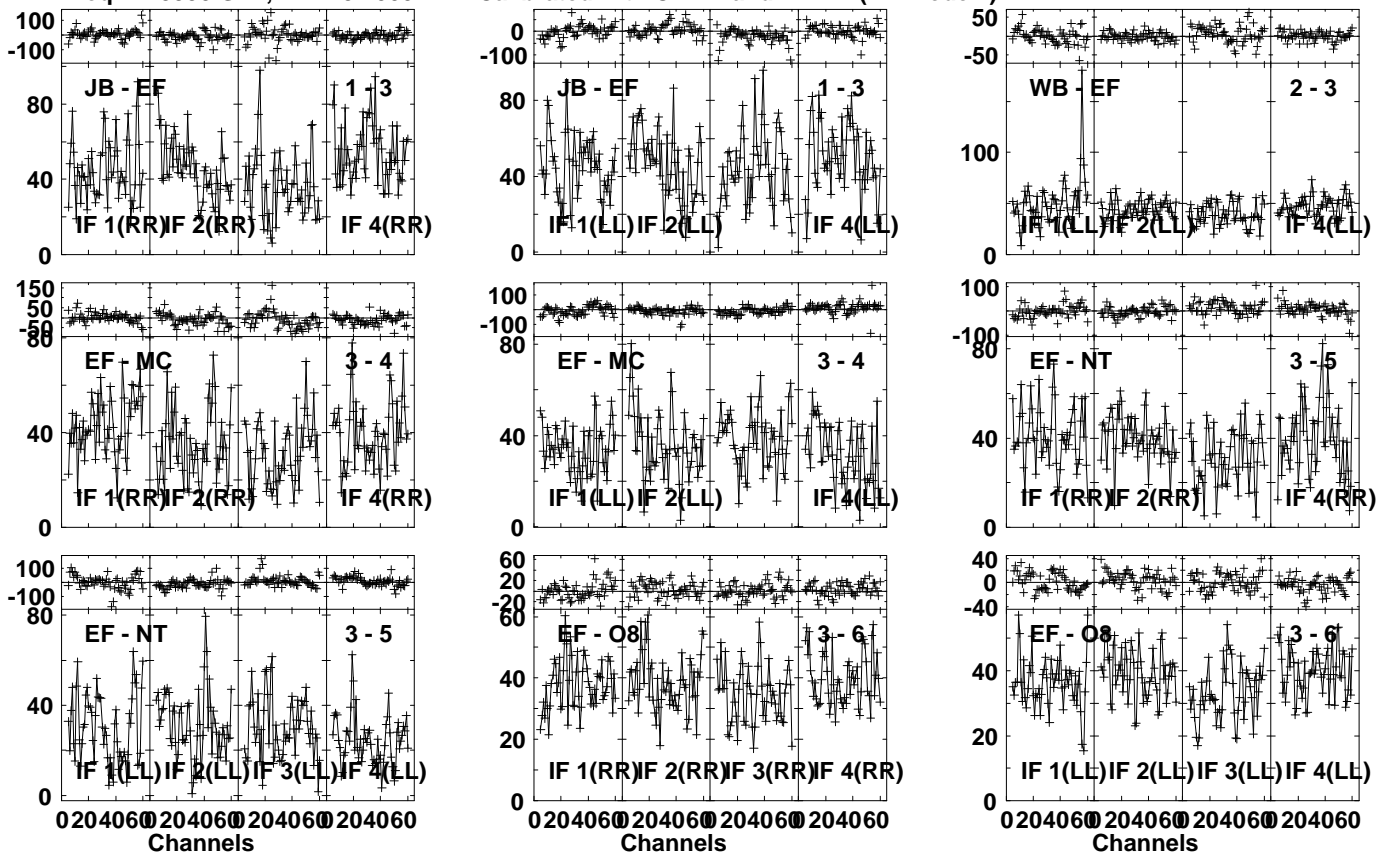 100
0
-100
JB - EF
1 - 3
80
40
0
IF 1(RR)
IF 2(RR)
IF 4(RR)
0
-100
JB - EF
1 - 3
80
40
0
IF 1(LL)
IF 2(LL)
IF 4(LL)
50
-50
WB - EF
2 - 3
100
0
IF 1(LL)
IF 2(LL)
IF 4(LL)
150
50
-50
EF - MC
3 - 4
80
40
0
IF 1(RR)
IF 2(RR)
IF 4(RR)
100
-100
EF - MC
3 - 4
80
40
0
IF 1(LL)
IF 2(LL)
IF 4(LL)
100
-100
EF - NT
3 - 5
80
40
0
IF 1(RR)
IF 2(RR)
IF 4(RR)
100
-100
EF - NT
3 - 5
80
40
0
IF 1(LL)
IF 2(LL)
IF 3(LL)
IF 4(LL)
60
20
-20
EF - O8
3 - 6
60
40
20
0
IF 1(RR)
IF 2(RR)
IF 3(RR)
IF 4(RR)
40
0
-40
EF - O8
3 - 6
60
40
20
0
IF 1(LL)
IF 2(LL)
IF 3(LL)
IF 4(LL)
0 20 40 60 0 20 40 60 0 20 40 60 0 20 40 60
Channels
0 20 40 60 0 20 40 60 0 20 40 60 0 20 40 60
Channels
0 20 40 60 0 20 40 60 0 20 40 60 0 20 40 60
Channels